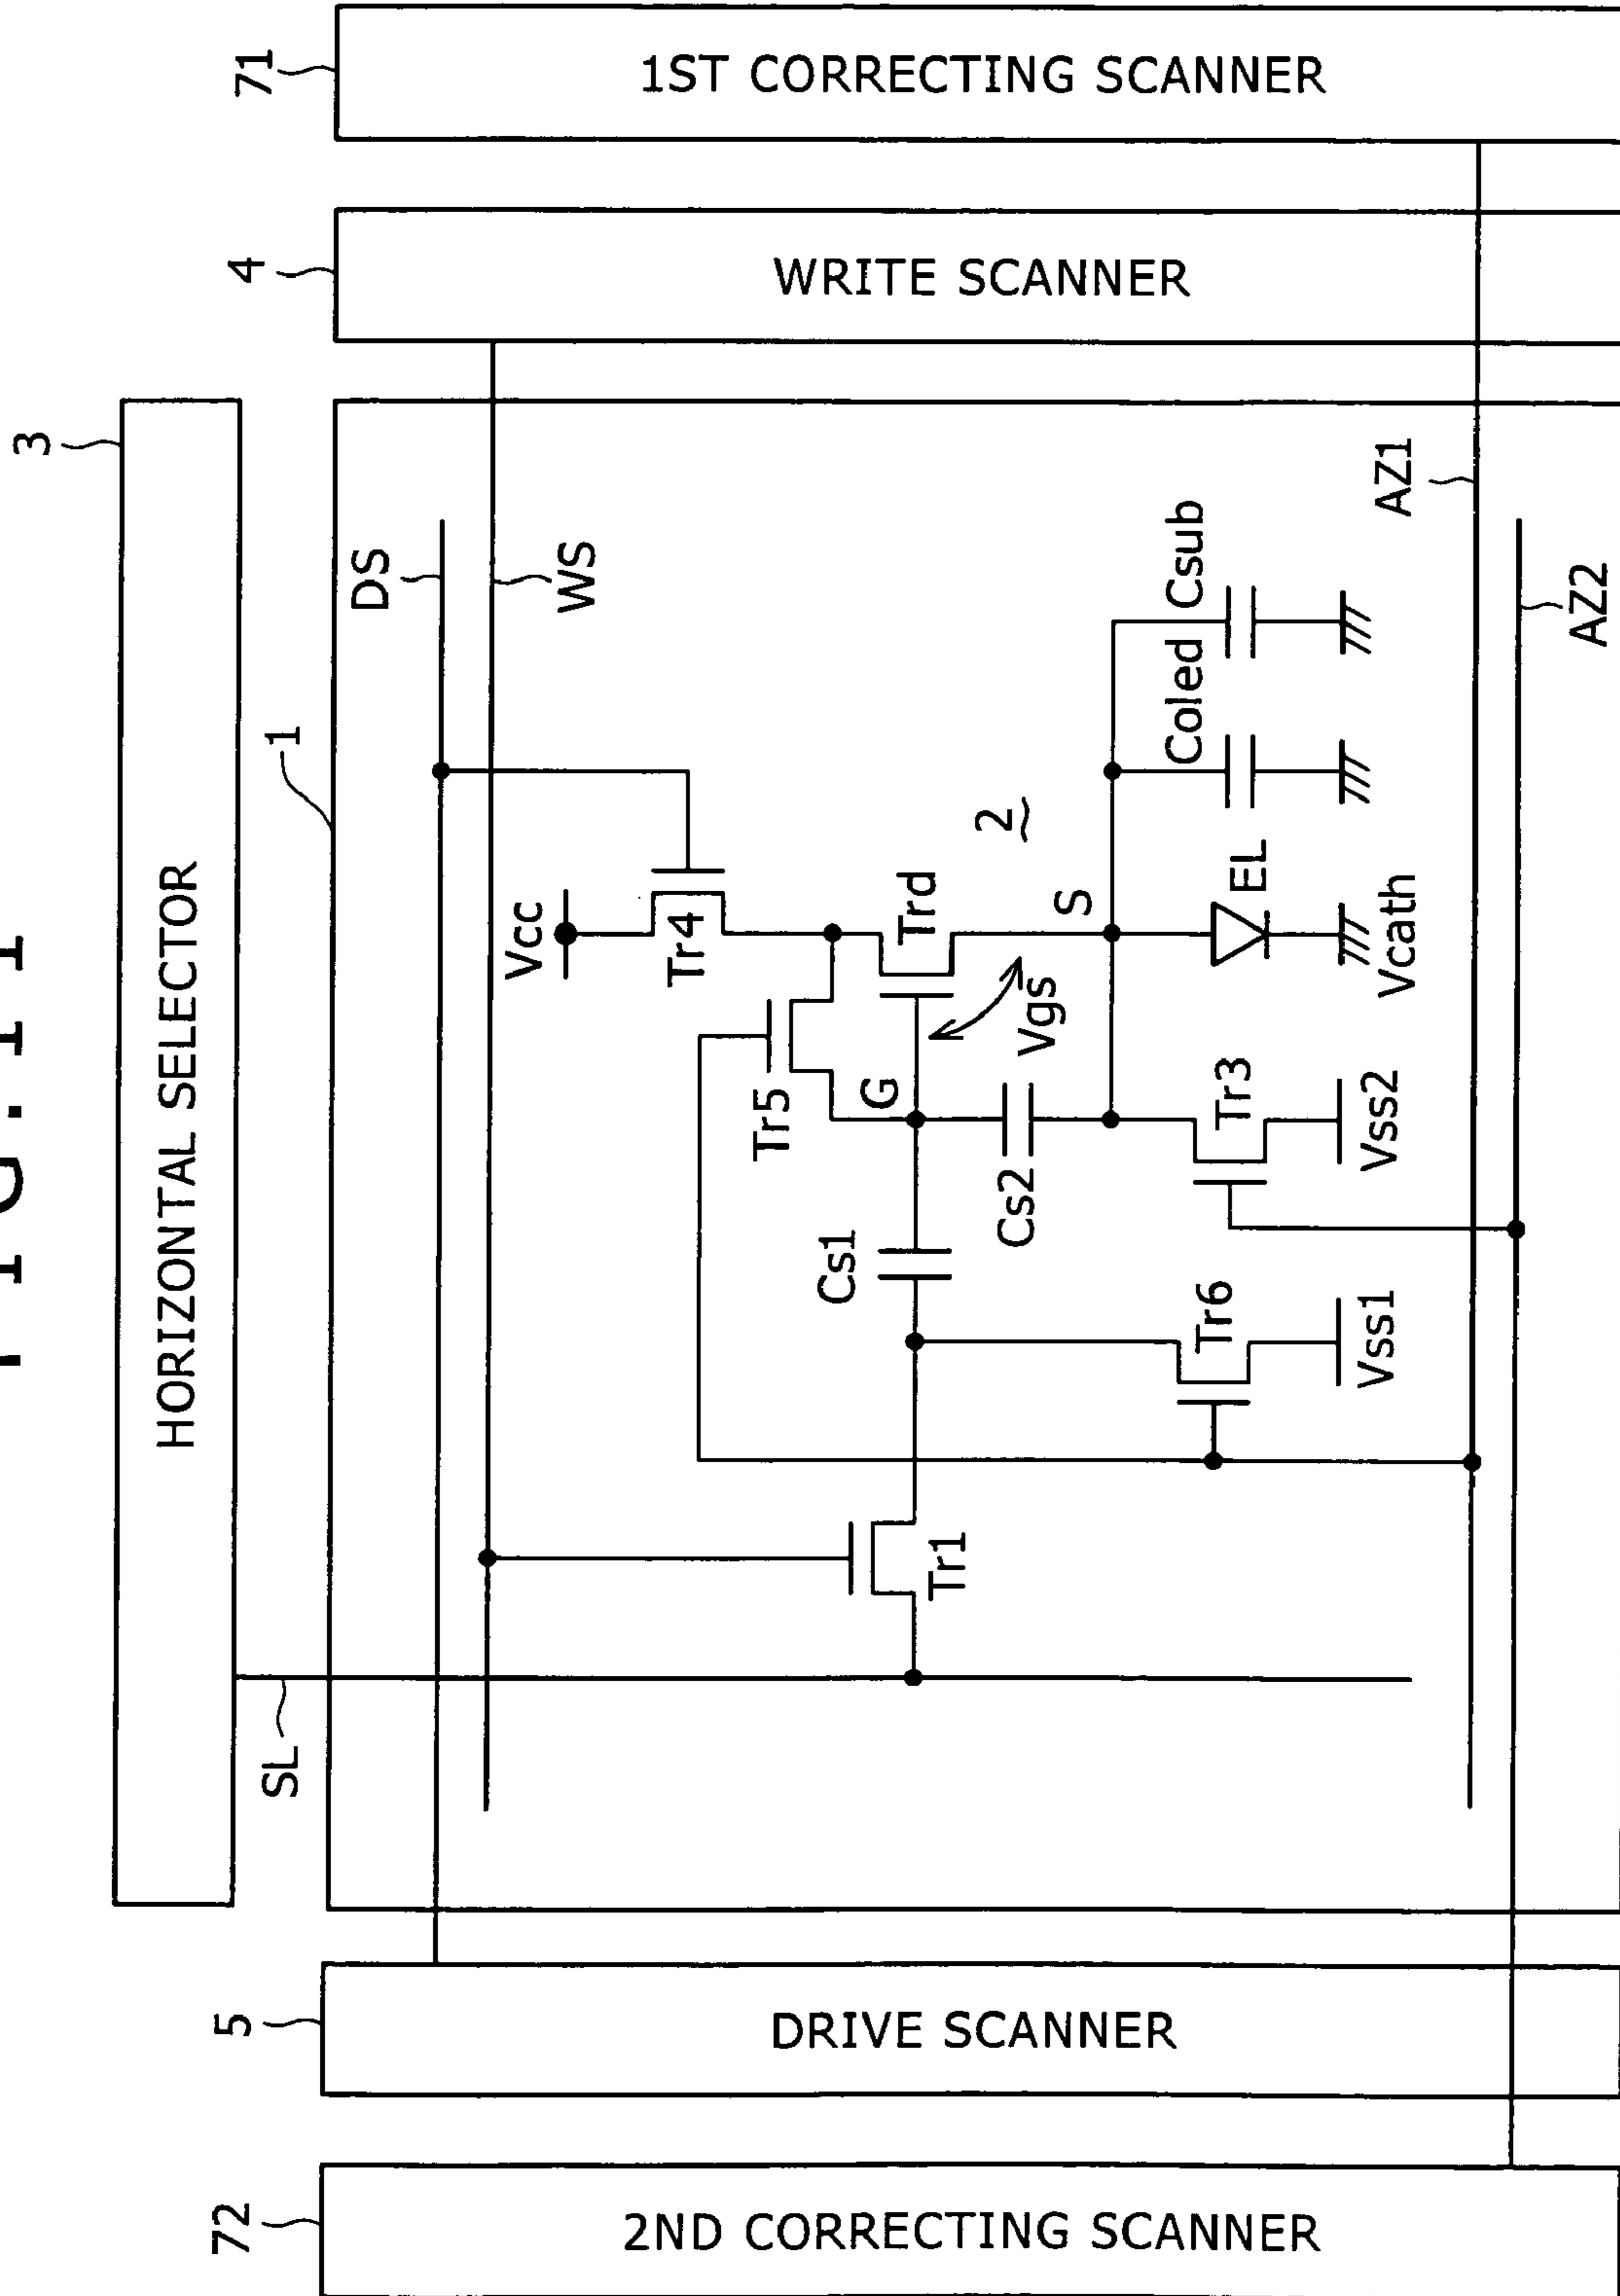 3
HORIZONTAL SELECTOR
71
1ST CORRECTING SCANNER
4
WRITE SCANNER
5
DRIVE SCANNER
72
2ND CORRECTING SCANNER
SL
1
DS
WS
Vcc
Tr4
Tr5
Trd
G
Vgs
2
S
Cs1
Cs2
Tr1
Tr6
Tr3
EL
Coled
Csub
Vss1
Vss2
Vcath
AZ1
AZ2